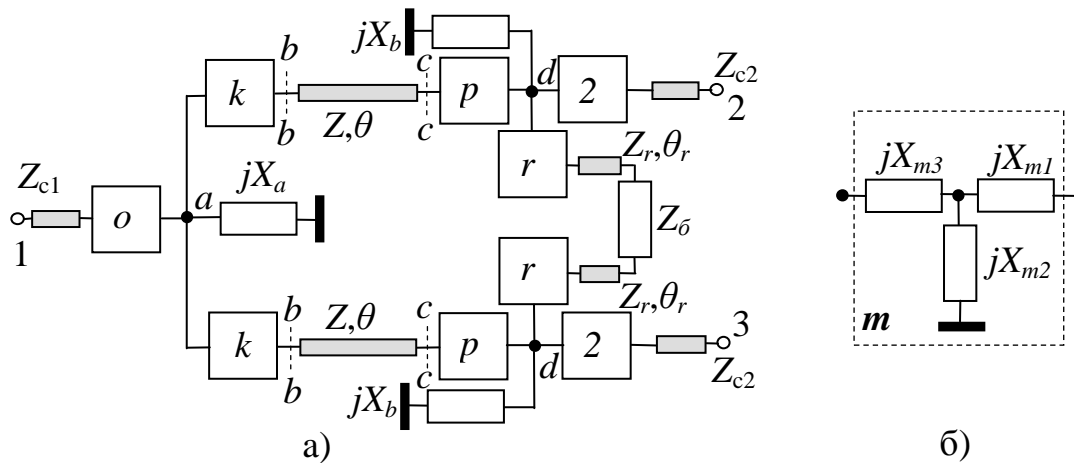 jX_b
b
c
Z_c2
k
p
d
2
b
c
Z,θ
2
Z_c1
jX_a
r
Z_r,θ_r
o
a
Z_б
1
r
Z_r,θ_r
b
Z,θ
c
3
k
p
2
b
c
d
Z_c2
jX_b
а)
jX_m3
jX_m1
jX_m2
m
б)